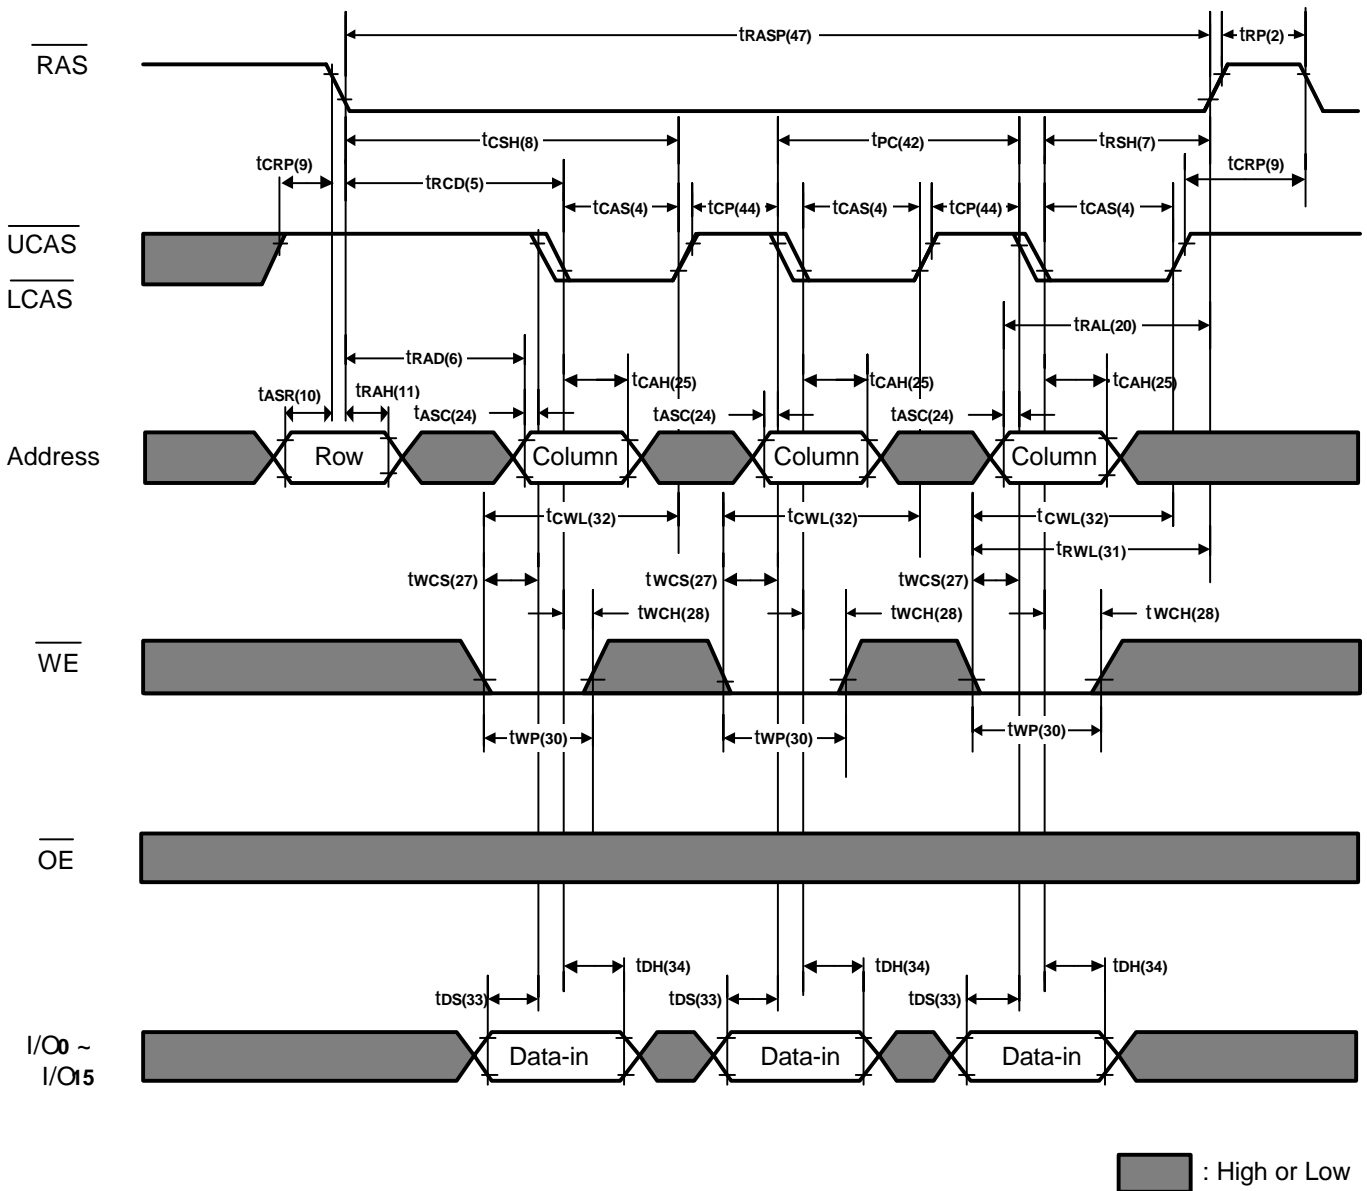 tRASP(47) tRP(2)
RAS
tCSH(8) tPC(42) tRSH(7)
tCRP(9) tCRP(9)
tRCD(5)
tCAS(4) tCP(44) tCAS(4) tCP(44) tCAS(4)
UCAS
LCAS
tRAL(20)
tRAD(6)
tASR(10) tRAH(11) tCAH(25) tCAH(25) tCAH(25)
tASC(24) tASC(24) tASC(24)
Address Row Column Column Column
tCWL(32) tCWL(32) tCWL(32)
tRWL(31)
tWCS(27) tWCS(27) tWCS(27)
tWCH(28) tWCH(28) tWCH(28)
WE
tWP(30) tWP(30) tWP(30)
OE
tDH(34) tDH(34) tDH(34)
tDS(33) tDS(33) tDS(33)
I/O0 ~
I/O15
Data-in Data-in Data-in
: High or Low